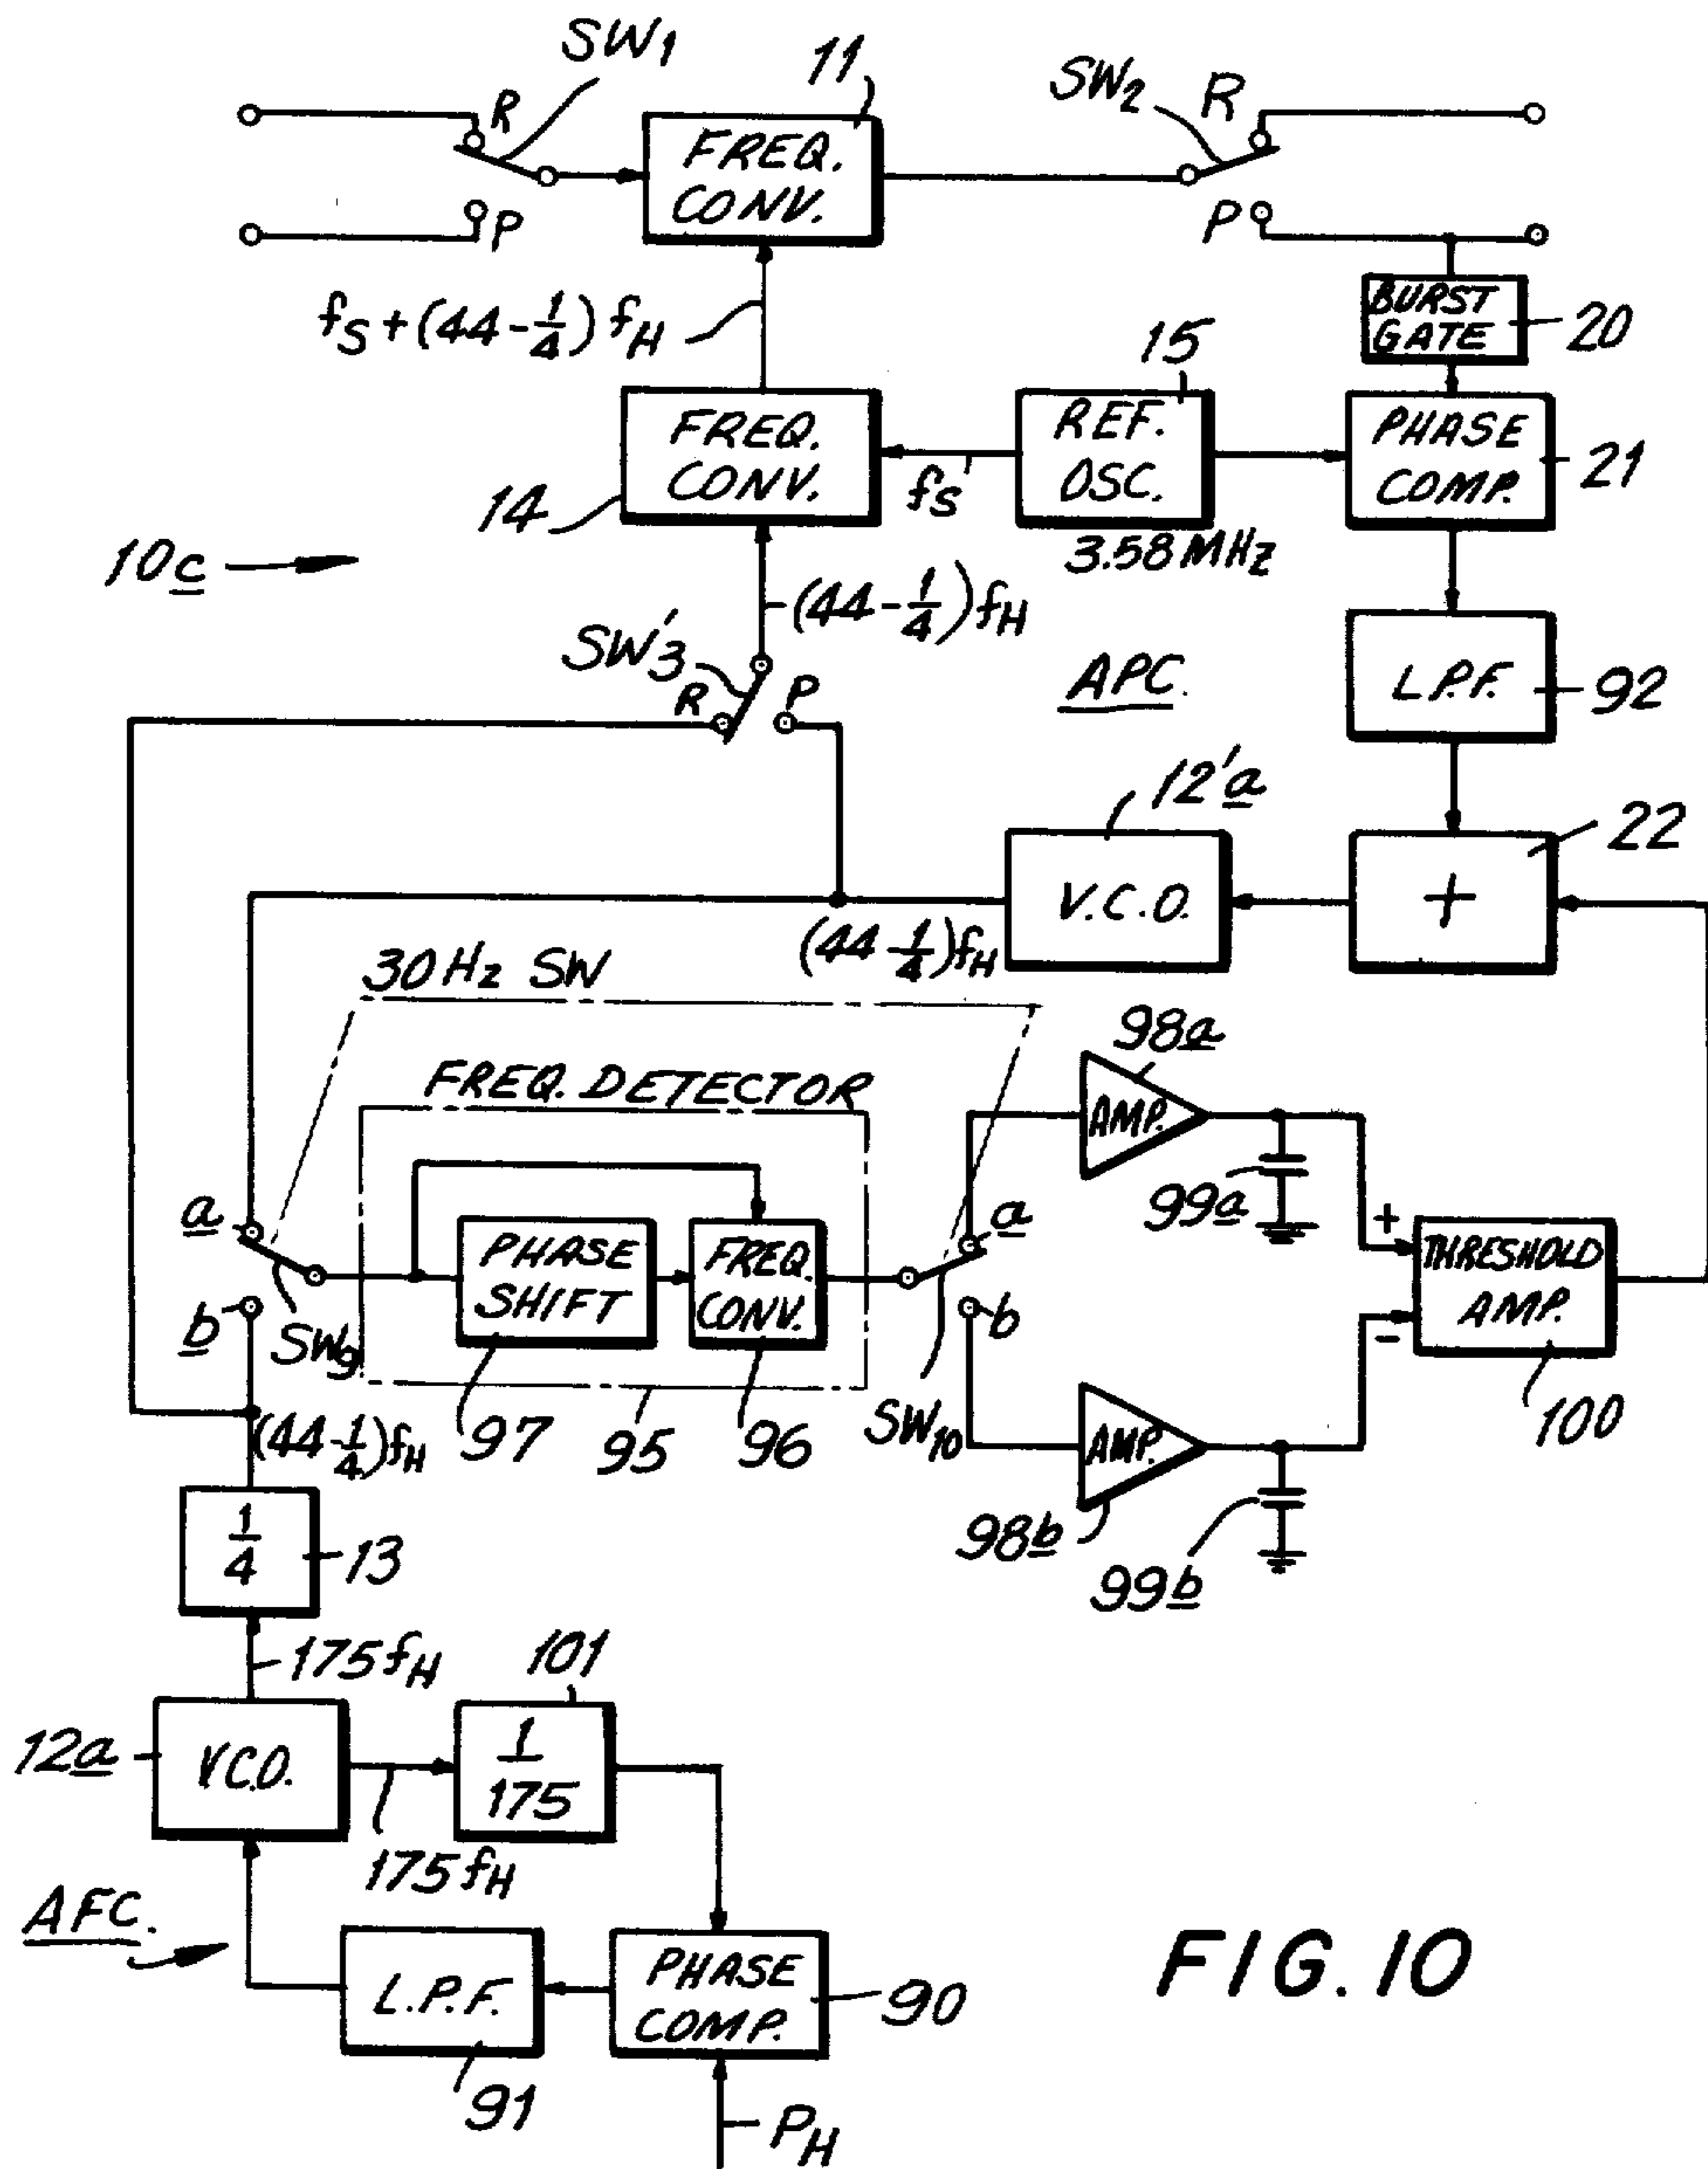 SW1
11
R
FREQ.
CONV.
P
SW2
R
P
fS+(44-1/4)fH
BURST
GATE
20
15
FREQ.
CONV.
14
fS
REF.
OSC.
3.58MHz
PHASE
COMP.
21
10c
(44-1/4)fH
SW'3
R
P
APC.
L.P.F.
92
12'a
V.C.O.
+
22
(44-1/4)fH
30Hz SW
FREQ. DETECTOR
98a
AMP.
99a
a
b
SW9
PHASE
SHIFT
FREQ.
CONV.
a
b
SW10
+
-
THRESHOLD
AMP.
100
97
95
96
AMP.
98b
99b
(44-1/4)fH
1/4
13
175fH
101
12a
V.C.O.
1/175
175fH
AFC.
L.P.F.
91
PHASE
COMP.
90
PH
FIG. 10